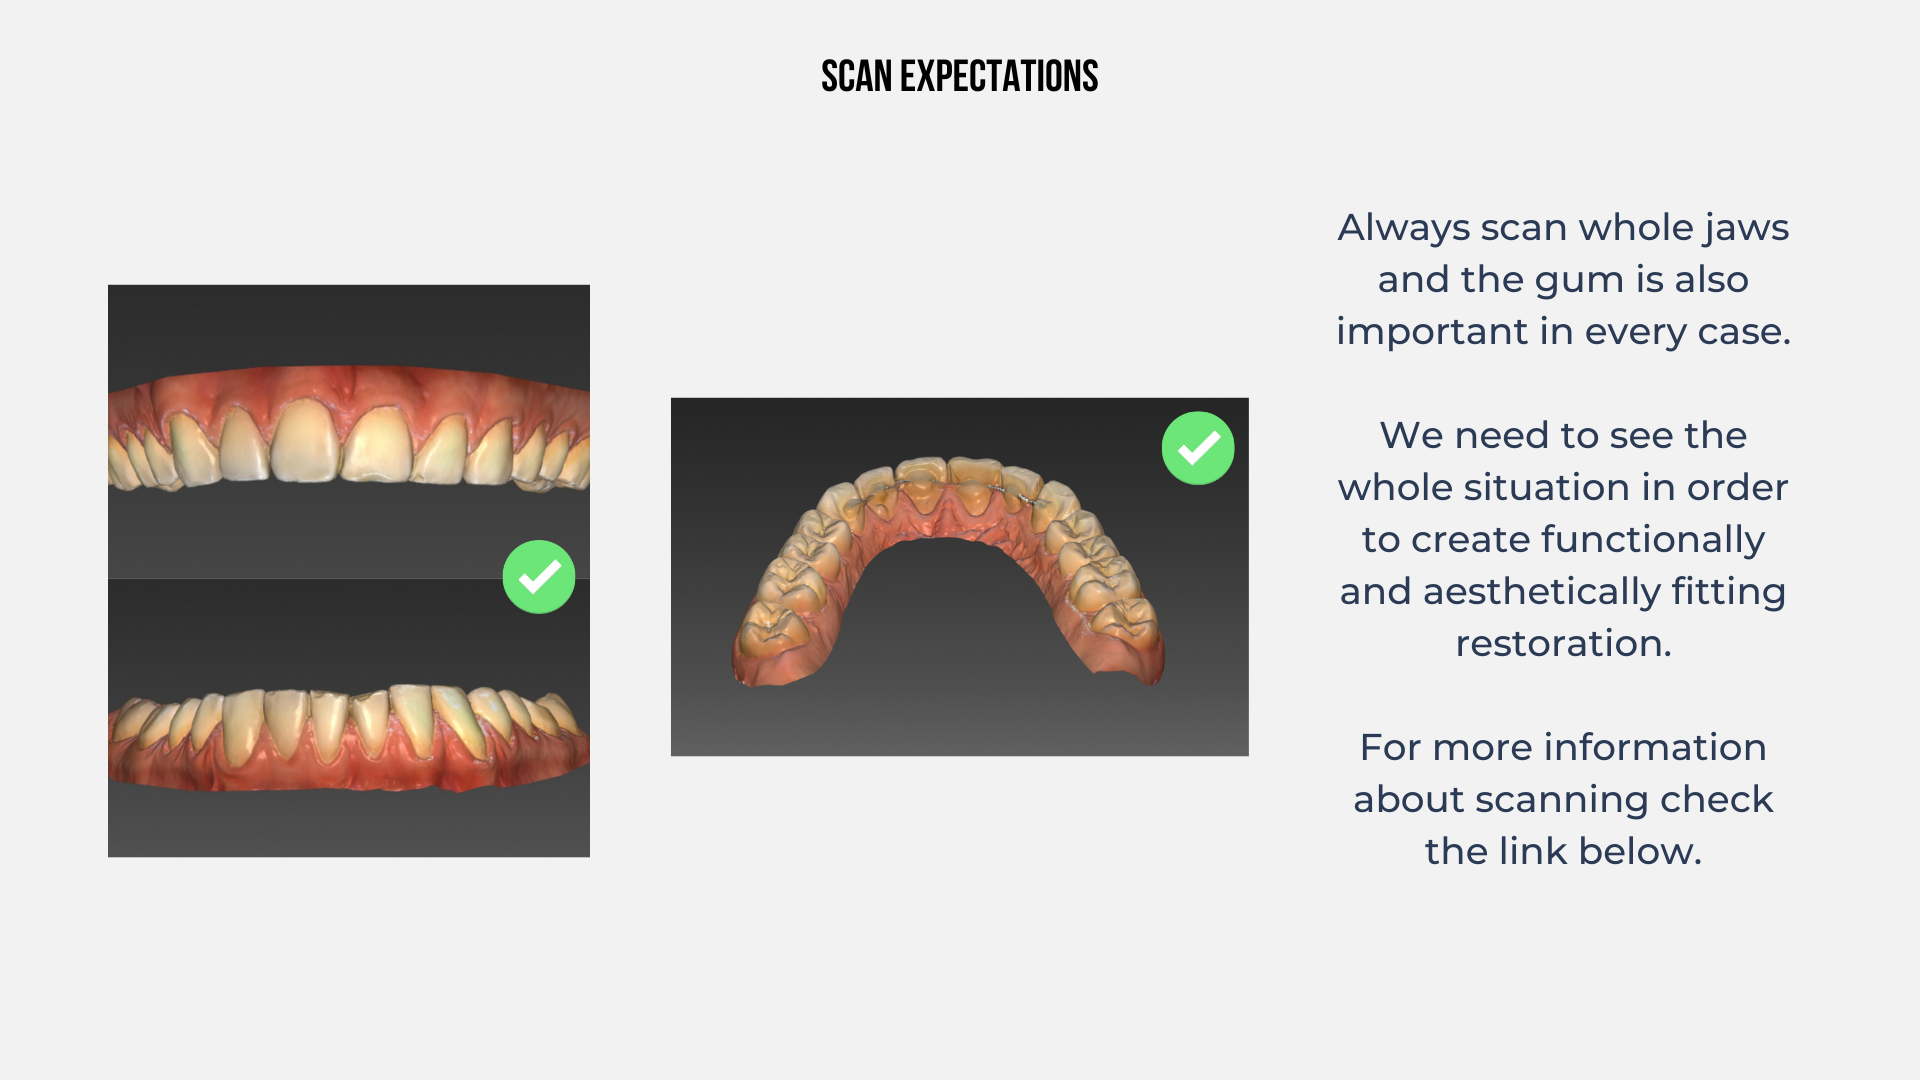 SCAN EXPECTATIONS
Always scan whole jaws
and the gum is also
important in every case.
We need to see the
whole situation in order
to create functionally
and aesthetically fitting
restoration.
For more information
about scanning check
the link below.